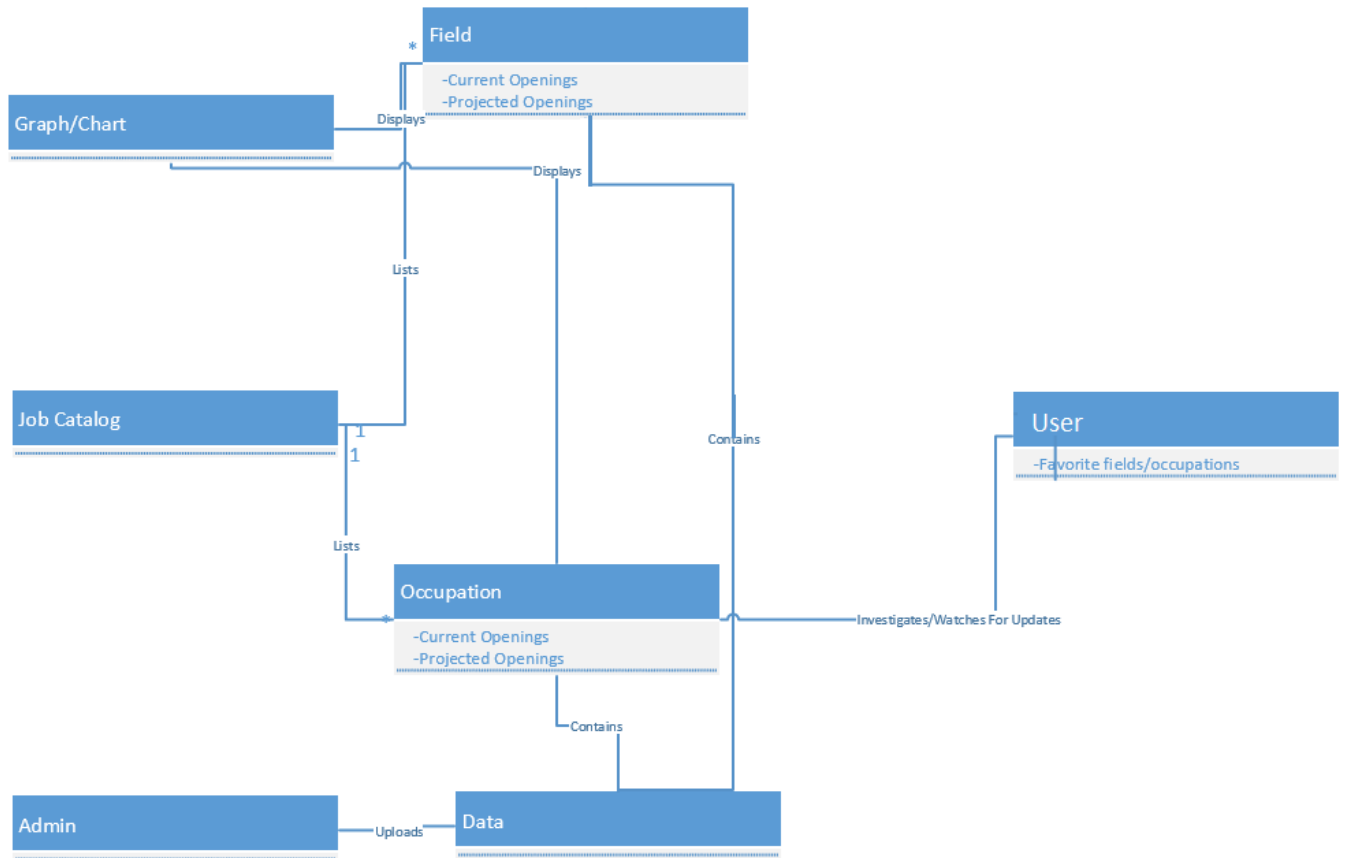 *
Field
-Current Openings
-Projected Openings
Graph/Chart
Displays
Displays
Lists
Job Catalog
1
1
Contains
User
-Favorite fields/occupations
Lists
Occupation
*
-Current Openings
-Projected Openings
Investigates/Watches For Updates
Contains
Admin
Uploads
Data